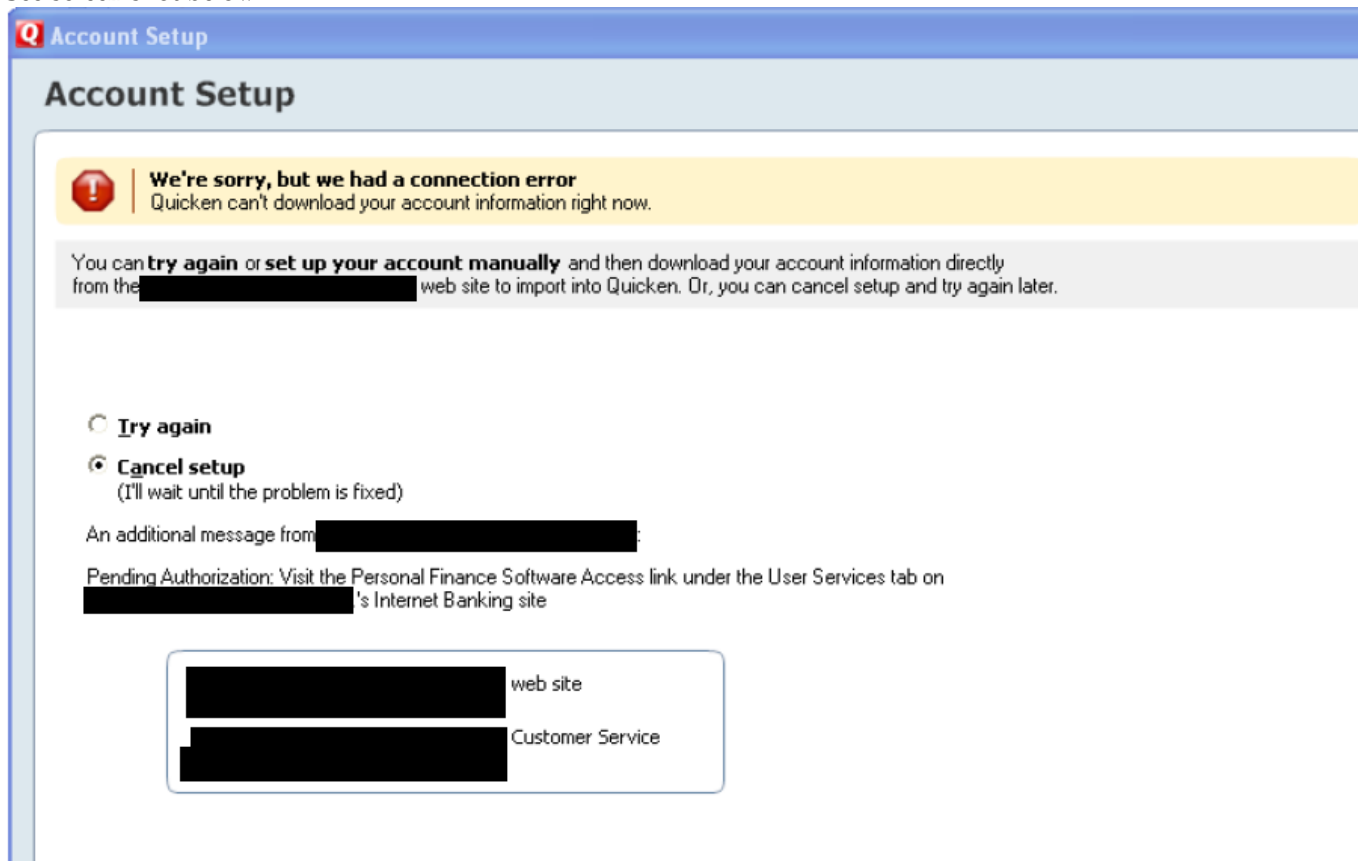 Q Account Setup
Account Setup
We're sorry, but we had a connection error
Quicken can't download your account information right now.
You can try again or set up your account manually and then download your account information directly
from the web site to import into Quicken. Or, you can cancel setup and try again later.
Try again
Cancel setup
(I'll wait until the problem is fixed)
An additional message from :
Pending Authorization: Visit the Personal Finance Software Access link under the User Services tab on
's Internet Banking site
web site
Customer Service